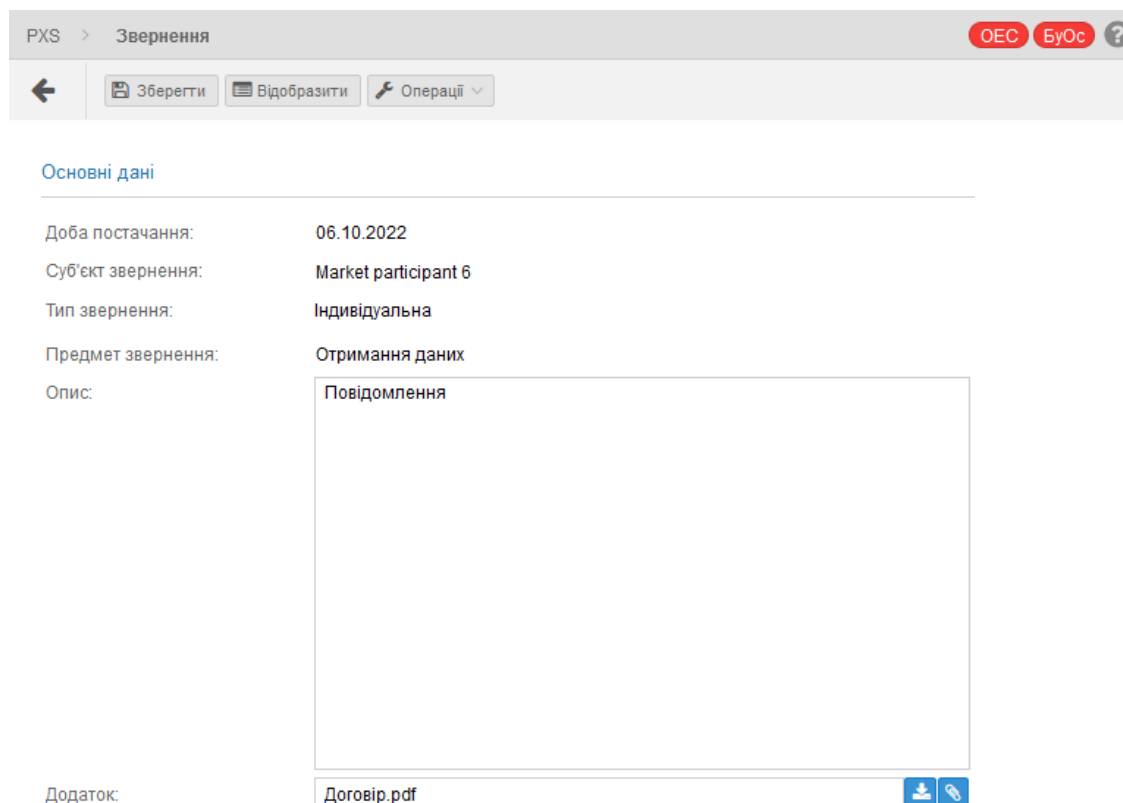 PXS > Звернення ОЕС БуОс ?
Зберегти Відобразити Операції
Основні дані
Доба постачання: 06.10.2022
Суб'єкт звернення: Market participant 6
Тип звернення: Індивідуальна
Предмет звернення: Отримання даних
Опис: Повідомлення
Додаток: Договір.pdf